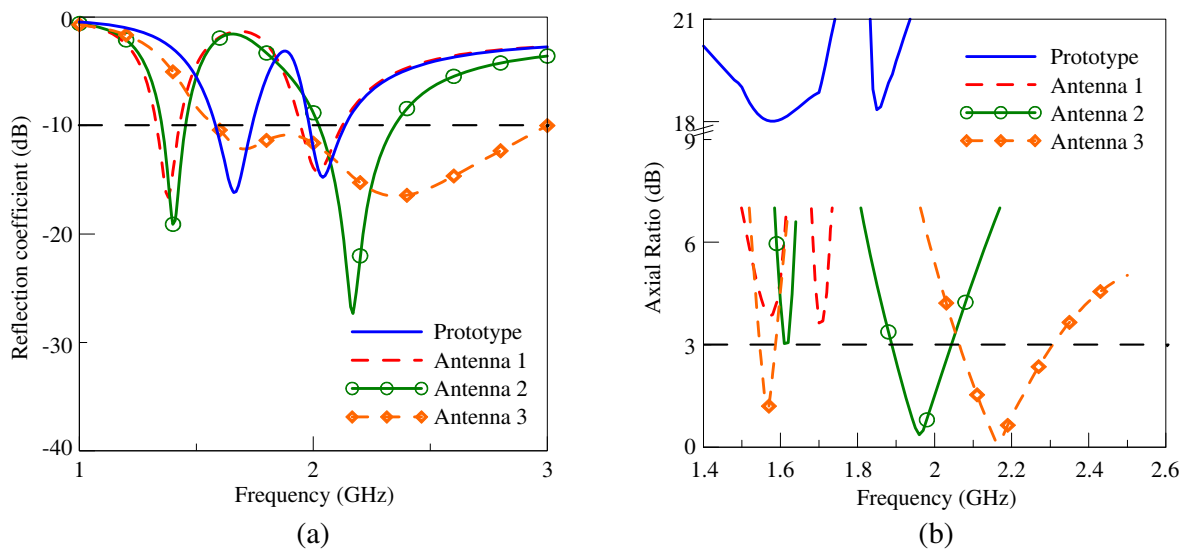 0
-10
-20
-30
-40
Reflection coefficient (dB)
1
2
3
Frequency (GHz)
Prototype
Antenna 1
Antenna 2
Antenna 3
(a)
21
18
9
6
3
0
Axial Ratio (dB)
1.4
1.6
1.8
2
2.2
2.4
2.6
Frequency (GHz)
Prototype
Antenna 1
Antenna 2
Antenna 3
(b)